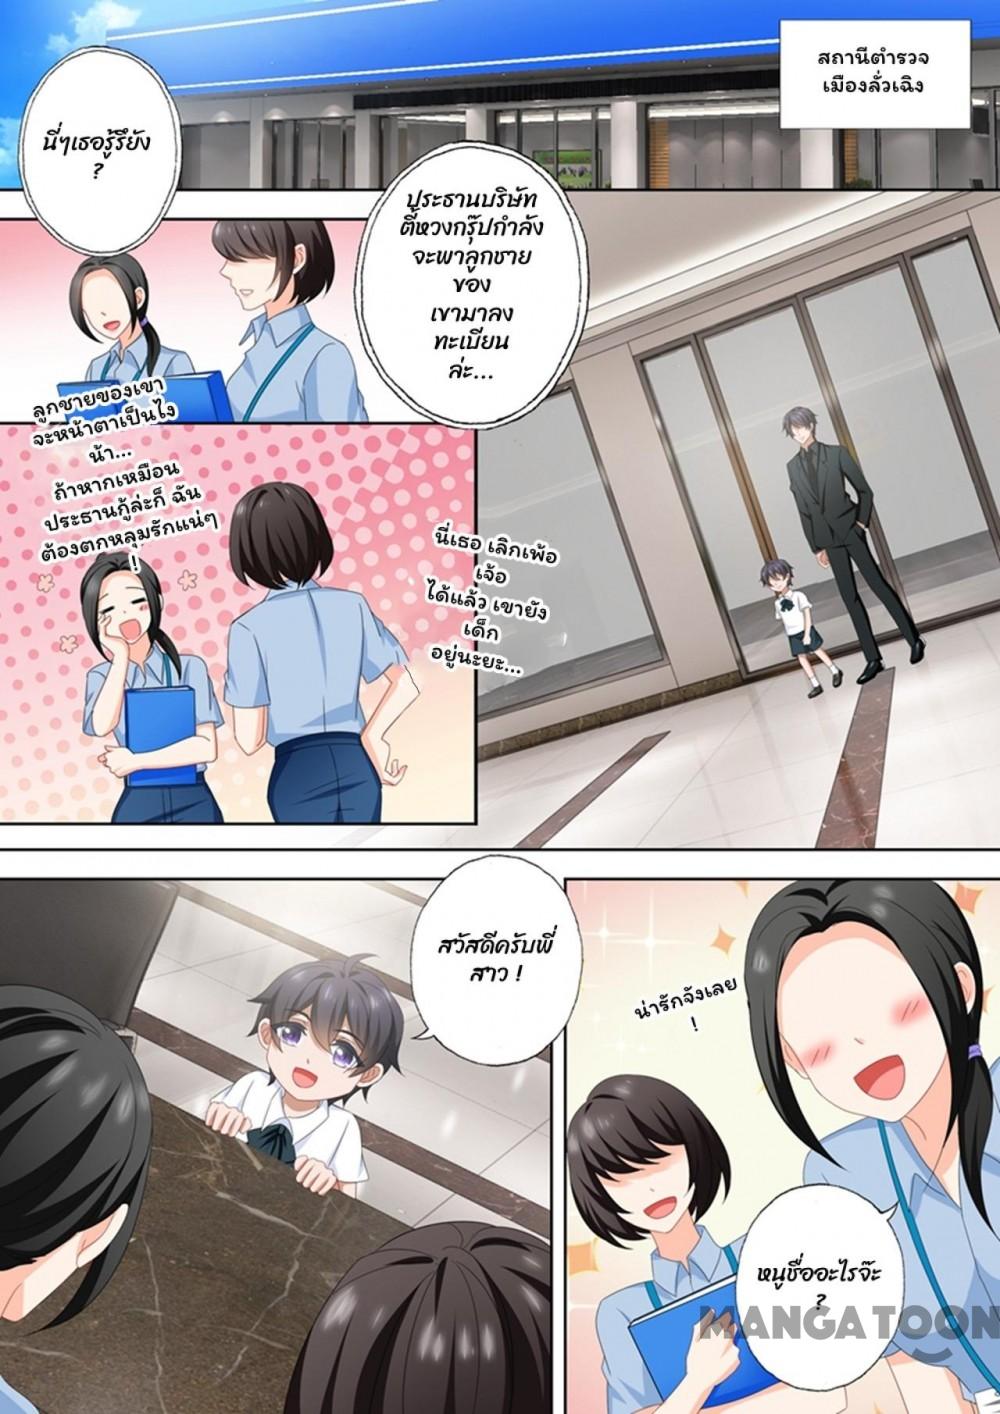 สถานีตำรวจ
เมืองลั่วเฉิง
นี่ๆเธอรู้รึยัง
?
ประธานบริษัท
ตี้หวงกรุ๊ปกำลัง
จะพาลูกชาย
ของ
เขามาลง
ทะเบียน
ล่ะ...
ลูกชายของเขา
จะหน้าตาเป็นไง
น้า...
ถ้าหากเหมือน
ประธานกู้ล่ะก็ ฉัน
ต้องตกหลุมรักแน่ๆ
!
นี่เธอ เลิกเพ้อ
เจ้อ
ได้แล้ว เขายัง
เด็ก
อยู่นะยะ...
สวัสดีครับพี่
สาว !
น่ารักจังเลย
!
หนูชื่ออะไรจ๊ะ
?
MANGATOON